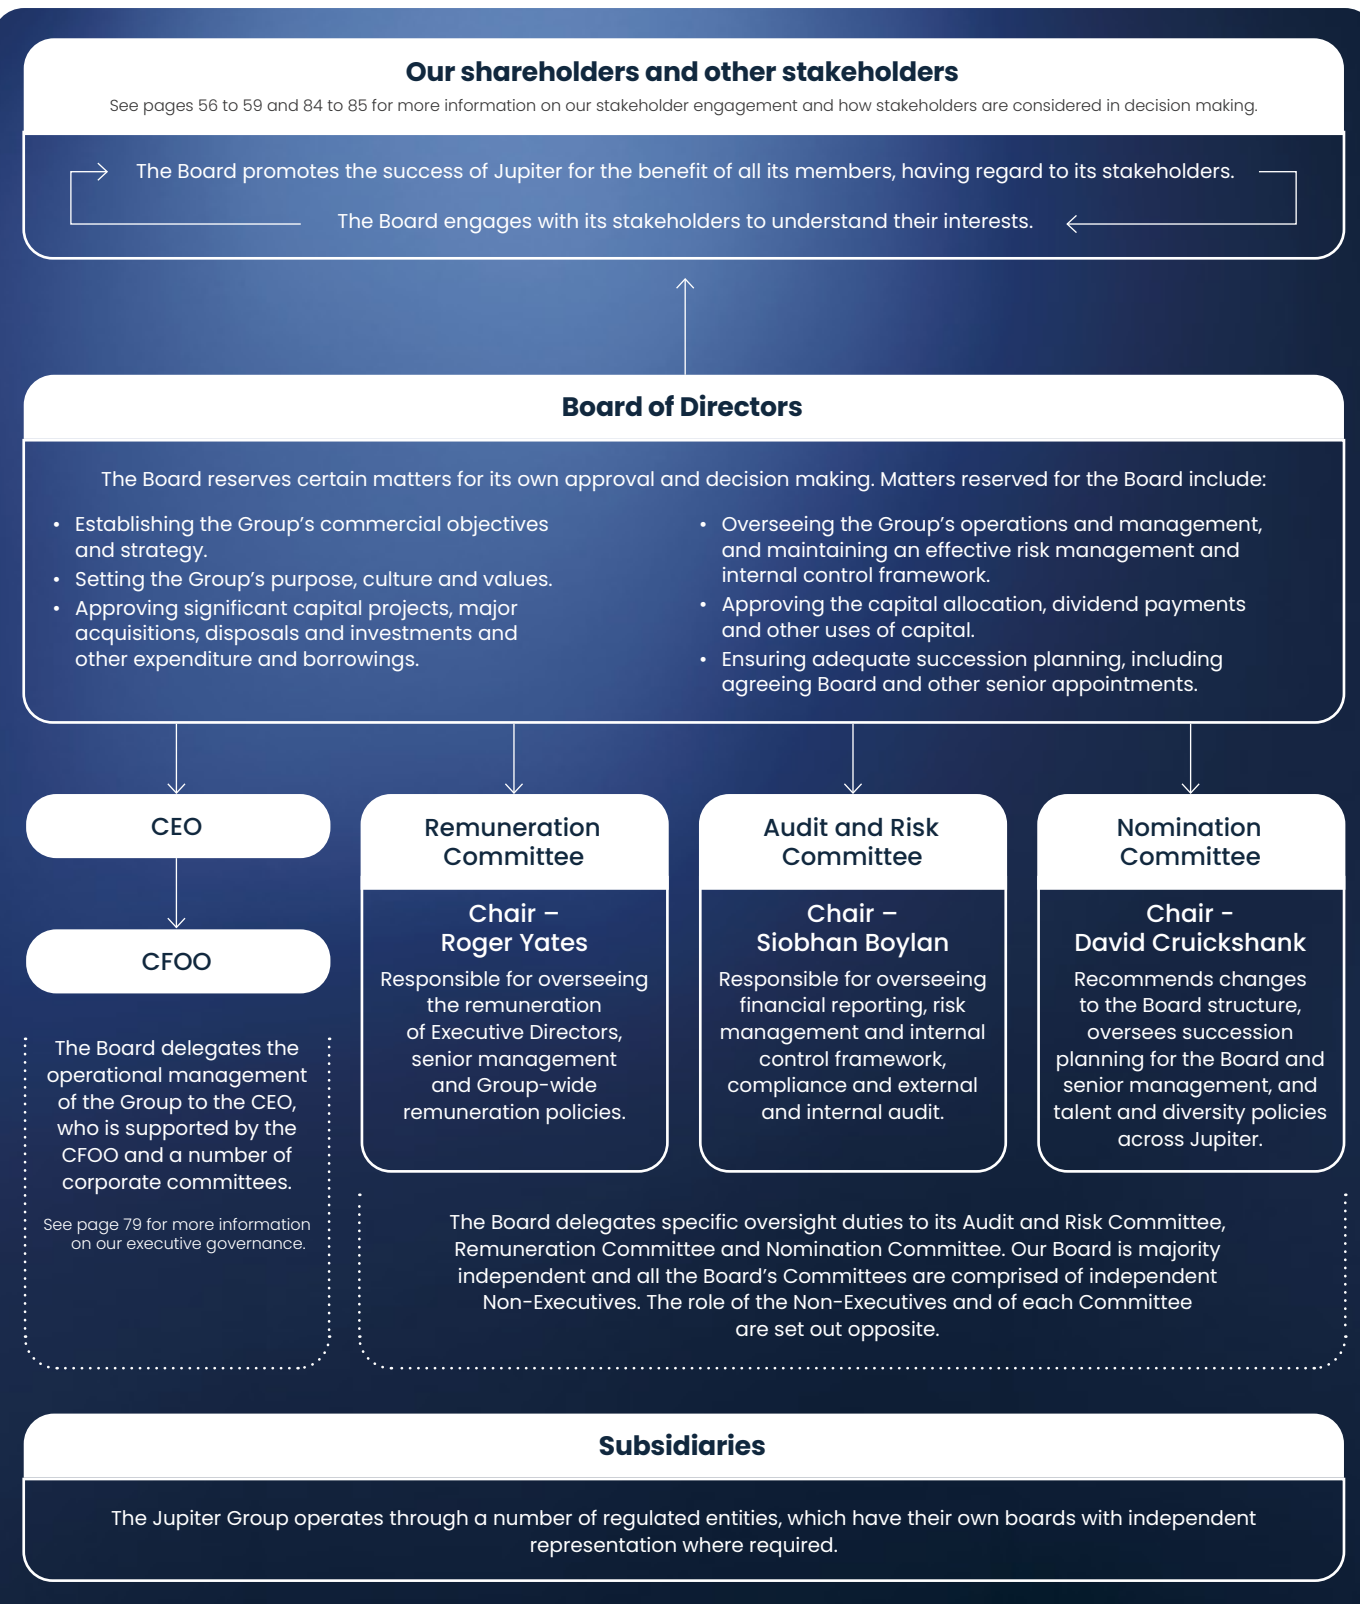 Our shareholders and other stakeholders
See pages 56 to 59 and 84 to 85 for more information on our stakeholder engagement and how stakeholders are considered in decision making.
The Board promotes the success of Jupiter for the benefit of all its members, having regard to its stakeholders.
The Board engages with its stakeholders to understand their interests.
Board of Directors
The Board reserves certain matters for its own approval and decision making. Matters reserved for the Board include:
• Establishing the Group’s commercial objectives
and strategy.
• Setting the Group’s purpose, culture and values.
• Approving significant capital projects, major
acquisitions, disposals and investments and
other expenditure and borrowings.
• Overseeing the Group’s operations and management,
and maintaining an effective risk management and
internal control framework.
• Approving the capital allocation, dividend payments
and other uses of capital.
• Ensuring adequate succession planning, including
agreeing Board and other senior appointments.
CEO
CFOO
The Board delegates the
operational management
of the Group to the CEO,
who is supported by the
CFOO and a number of
corporate committees.
See page 79 for more information
on our executive governance.
Remuneration
Committee
Chair –
Roger Yates
Responsible for overseeing
the remuneration
of Executive Directors,
senior management
and Group-wide
remuneration policies.
Audit and Risk
Committee
Chair –
Siobhan Boylan
Responsible for overseeing
financial reporting, risk
management and internal
control framework,
compliance and external
and internal audit.
Nomination
Committee
Chair -
David Cruickshank
Recommends changes
to the Board structure,
oversees succession
planning for the Board and
senior management, and
talent and diversity policies
across Jupiter.
The Board delegates specific oversight duties to its Audit and Risk Committee,
Remuneration Committee and Nomination Committee. Our Board is majority
independent and all the Board’s Committees are comprised of independent
Non-Executives. The role of the Non-Executives and of each Committee
are set out opposite.
Subsidiaries
The Jupiter Group operates through a number of regulated entities, which have their own boards with independent
representation where required.